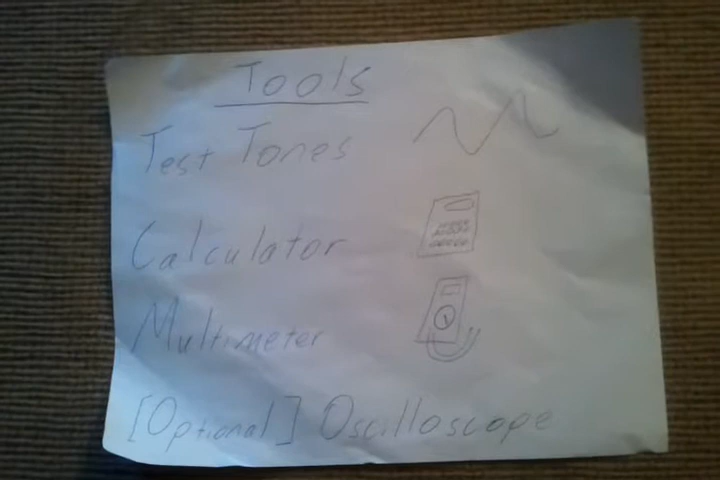 Tools
Test Tones
Calculator
Multimeter
[Optional] Oscilloscope